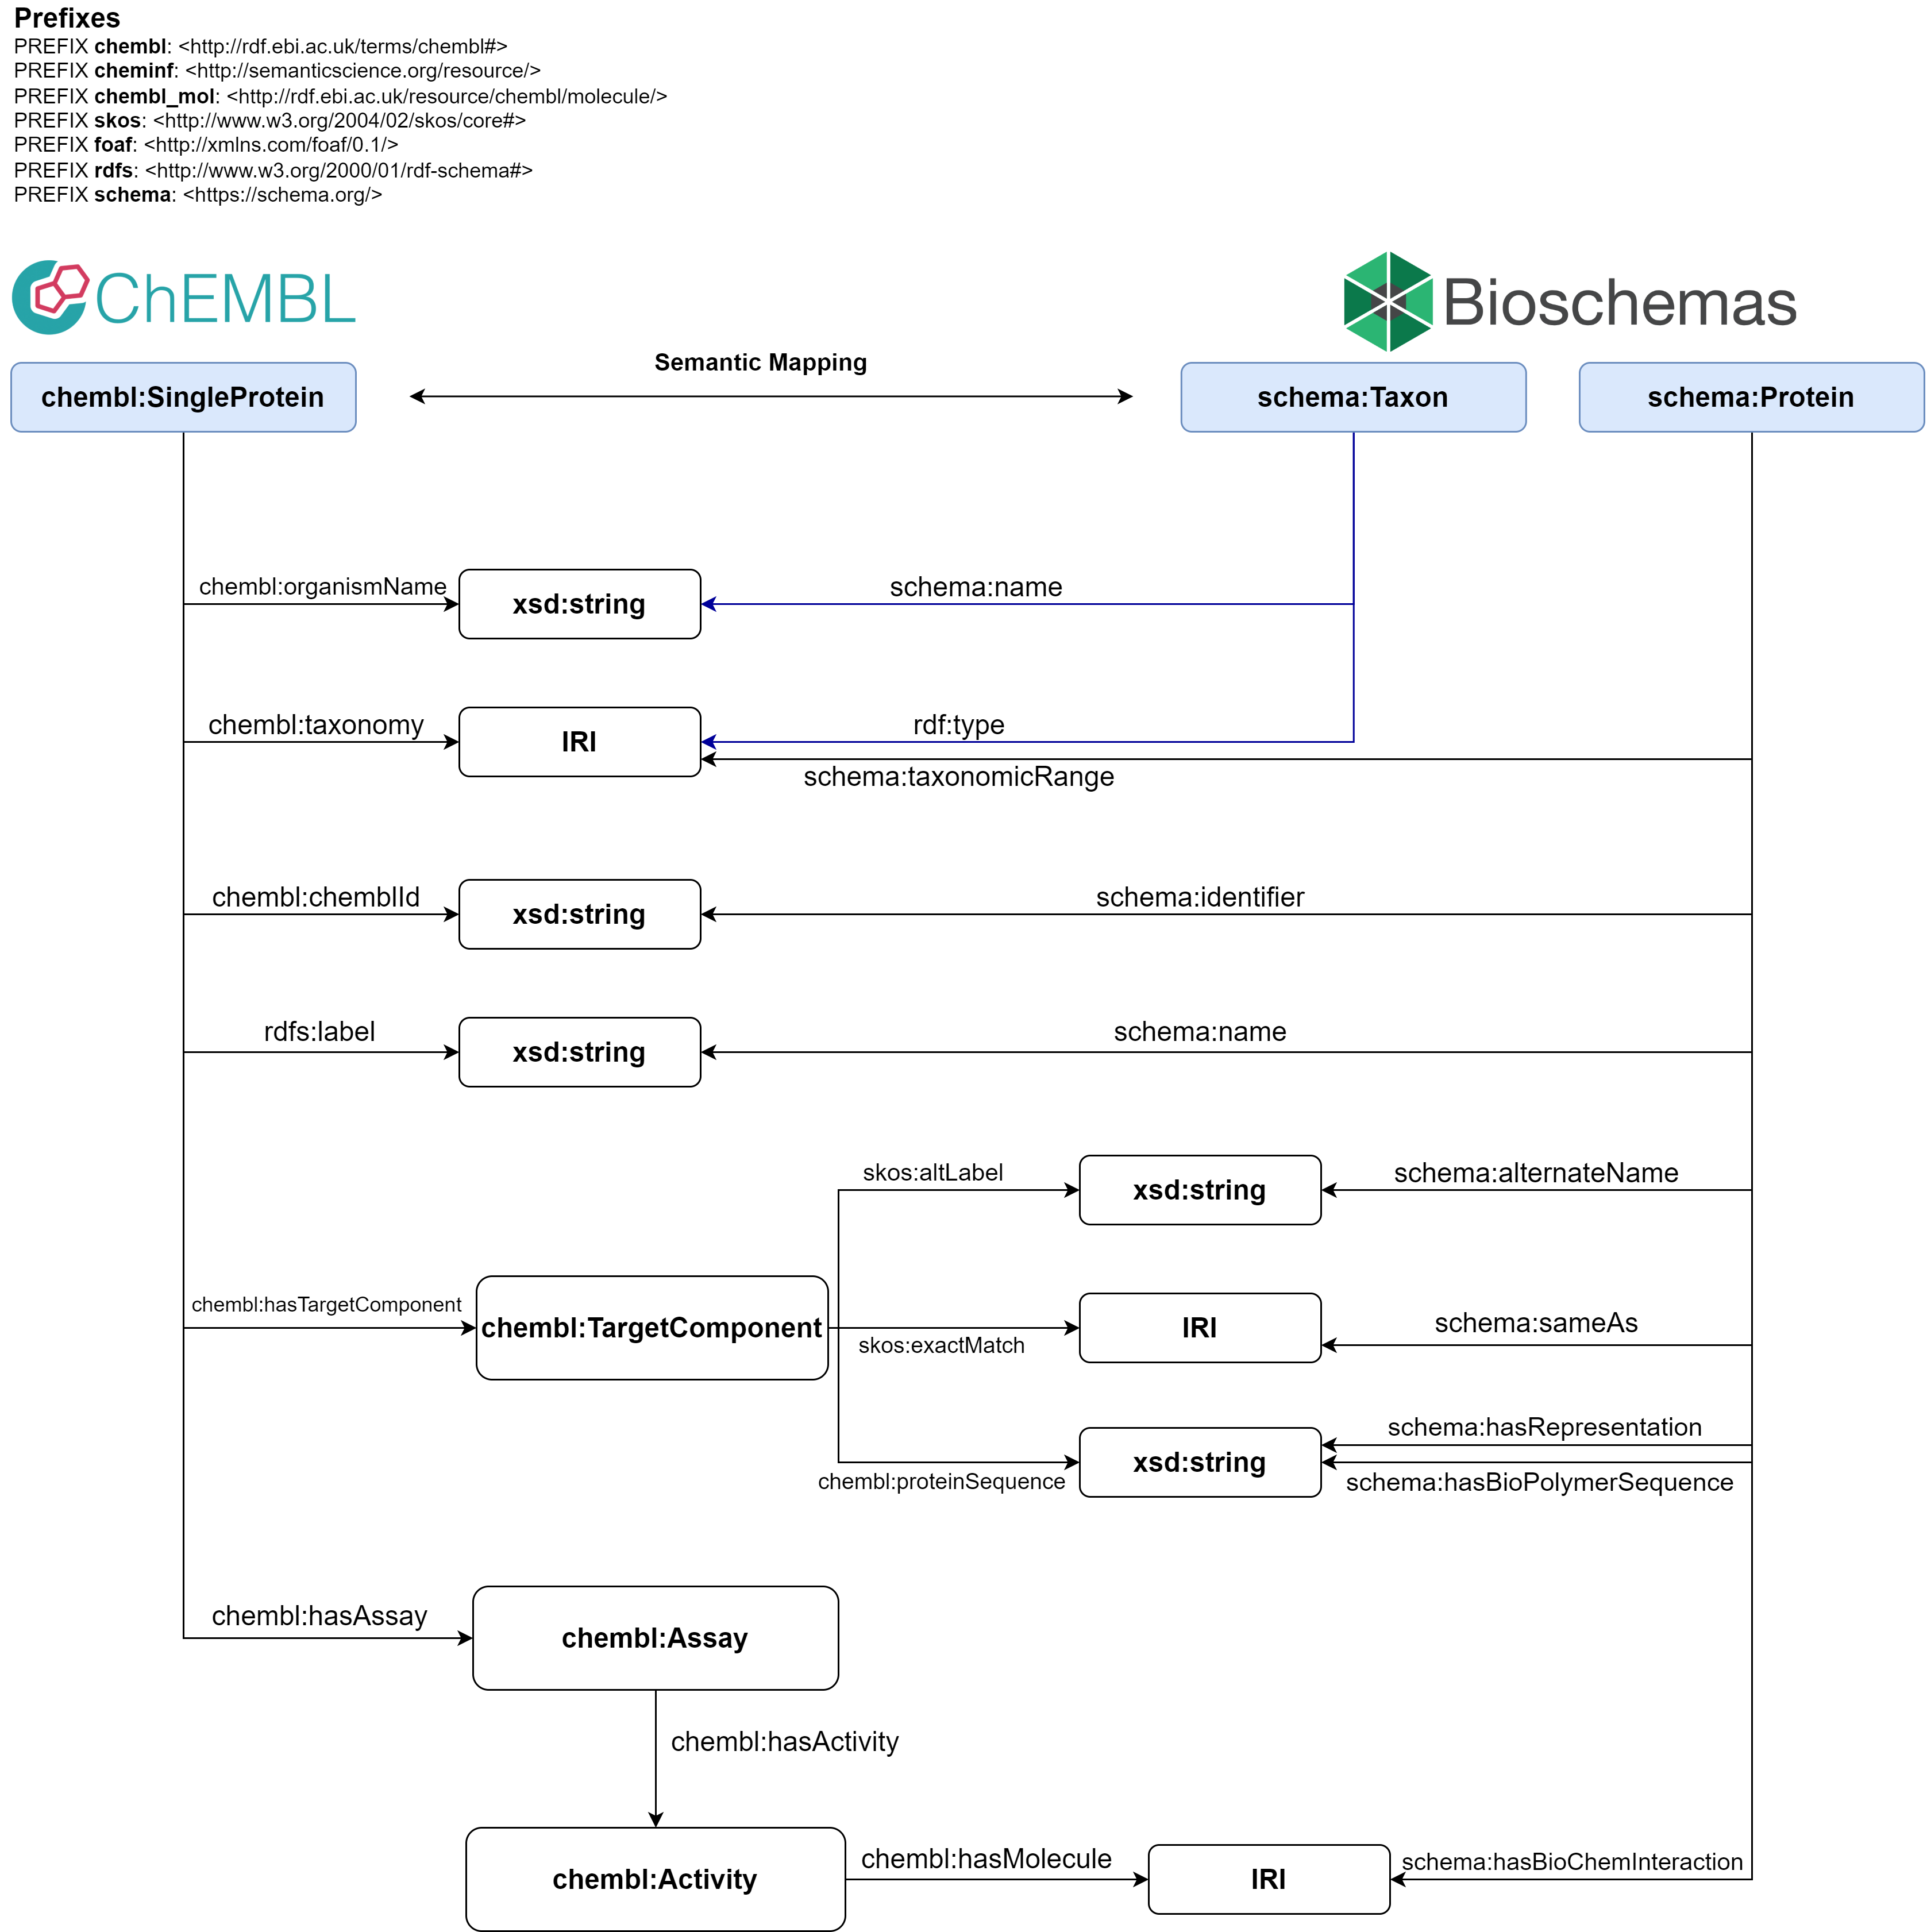 Prefixes
PREFIX chembl: <http://rdf.ebi.ac.uk/terms/chembl#>
PREFIX cheminf: <http://semanticscience.org/resource/>
PREFIX chembl_mol: <http://rdf.ebi.ac.uk/resource/chembl/molecule/>
PREFIX skos: <http://www.w3.org/2004/02/skos/core#>
PREFIX foaf: <http://xmlns.com/foaf/0.1/>
PREFIX rdfs: <http://www.w3.org/2000/01/rdf-schema#>
PREFIX schema: <https://schema.org/>
ChEMBL
Bioschemas
Semantic Mapping
chembl:SingleProtein
schema:Taxon
schema:Protein
chembl:organismName
xsd:string
schema:name
chembl:taxonomy
IRI
rdf:type
schema:taxonomicRange
chembl:chemblId
xsd:string
schema:identifier
rdfs:label
xsd:string
schema:name
skos:altLabel
xsd:string
schema:alternateName
chembl:hasTargetComponent
chembl:TargetComponent
skos:exactMatch
IRI
schema:sameAs
chembl:proteinSequence
xsd:string
schema:hasRepresentation
schema:hasBioPolymerSequence
chembl:hasAssay
chembl:Assay
chembl:hasActivity
chembl:Activity
chembl:hasMolecule
IRI
schema:hasBioChemInteraction